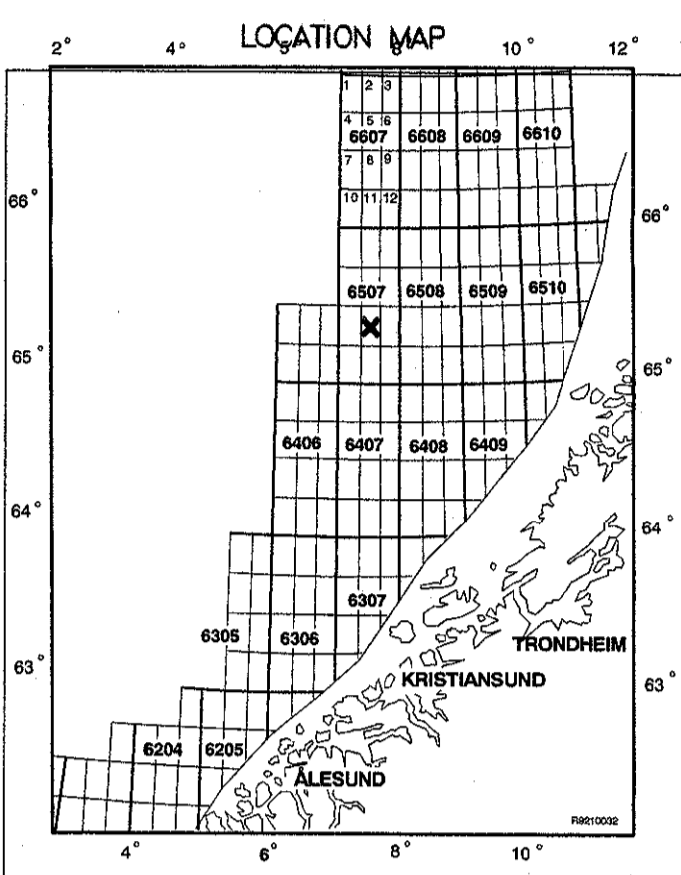 LOCATION MAP
2° 4° 6° 8° 10° 12°
1 2 3
4 5 6
6607 6608 6609 6610
7 8 9
10 11 12
66° 66°
6507 6508 6509 6510
X
65° 65°
6406 6407 6408 6409
64° 64°
6307
6305 6306
TRONDHEIM
63° 63°
KRISTIANSUND
6204 6205
ÅLESUND
R9210032
4° 6° 8° 10°